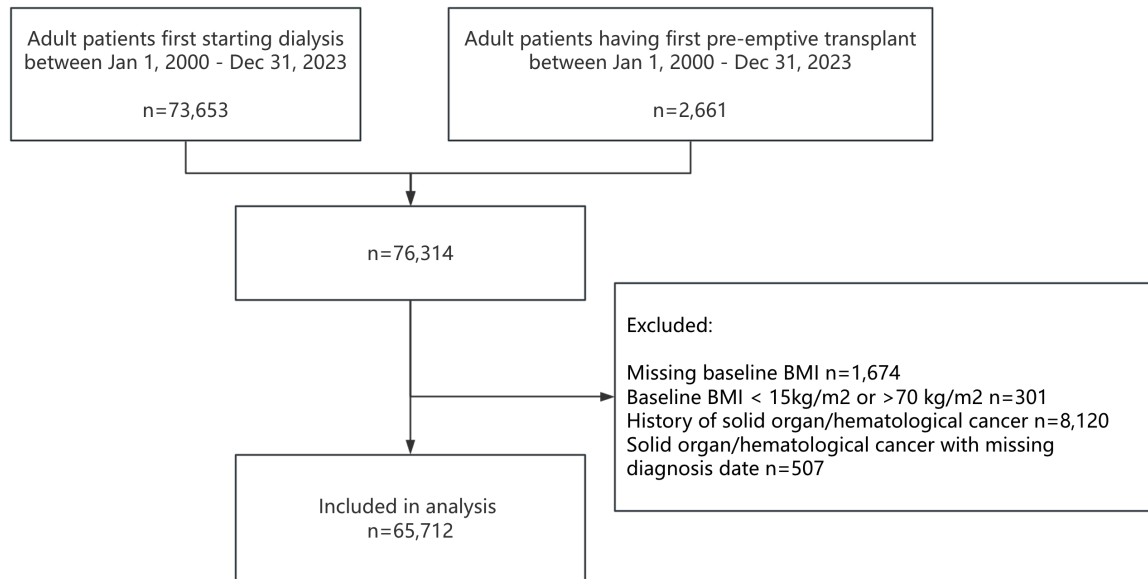 Adult patients first starting dialysis
between Jan 1, 2000 - Dec 31, 2023
n=73,653
Adult patients having first pre-emptive transplant
between Jan 1, 2000 - Dec 31, 2023
n=2,661
n=76,314
Excluded:
Missing baseline BMI n=1,674
Baseline BMI < 15kg/m2 or >70 kg/m2 n=301
History of solid organ/hematological cancer n=8,120
Solid organ/hematological cancer with missing
diagnosis date n=507
Included in analysis
n=65,712